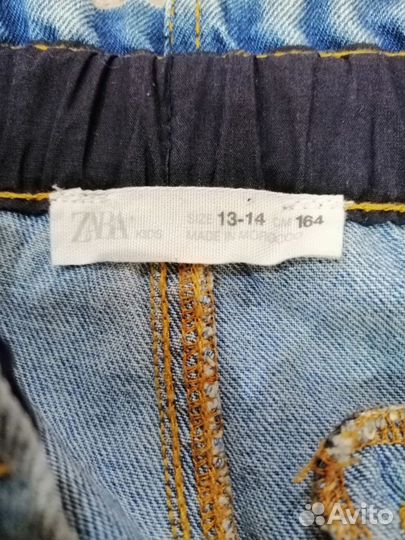 ZARA SIZE 13-14 CM 164
KIDS MADE IN MOROCCO
Avito